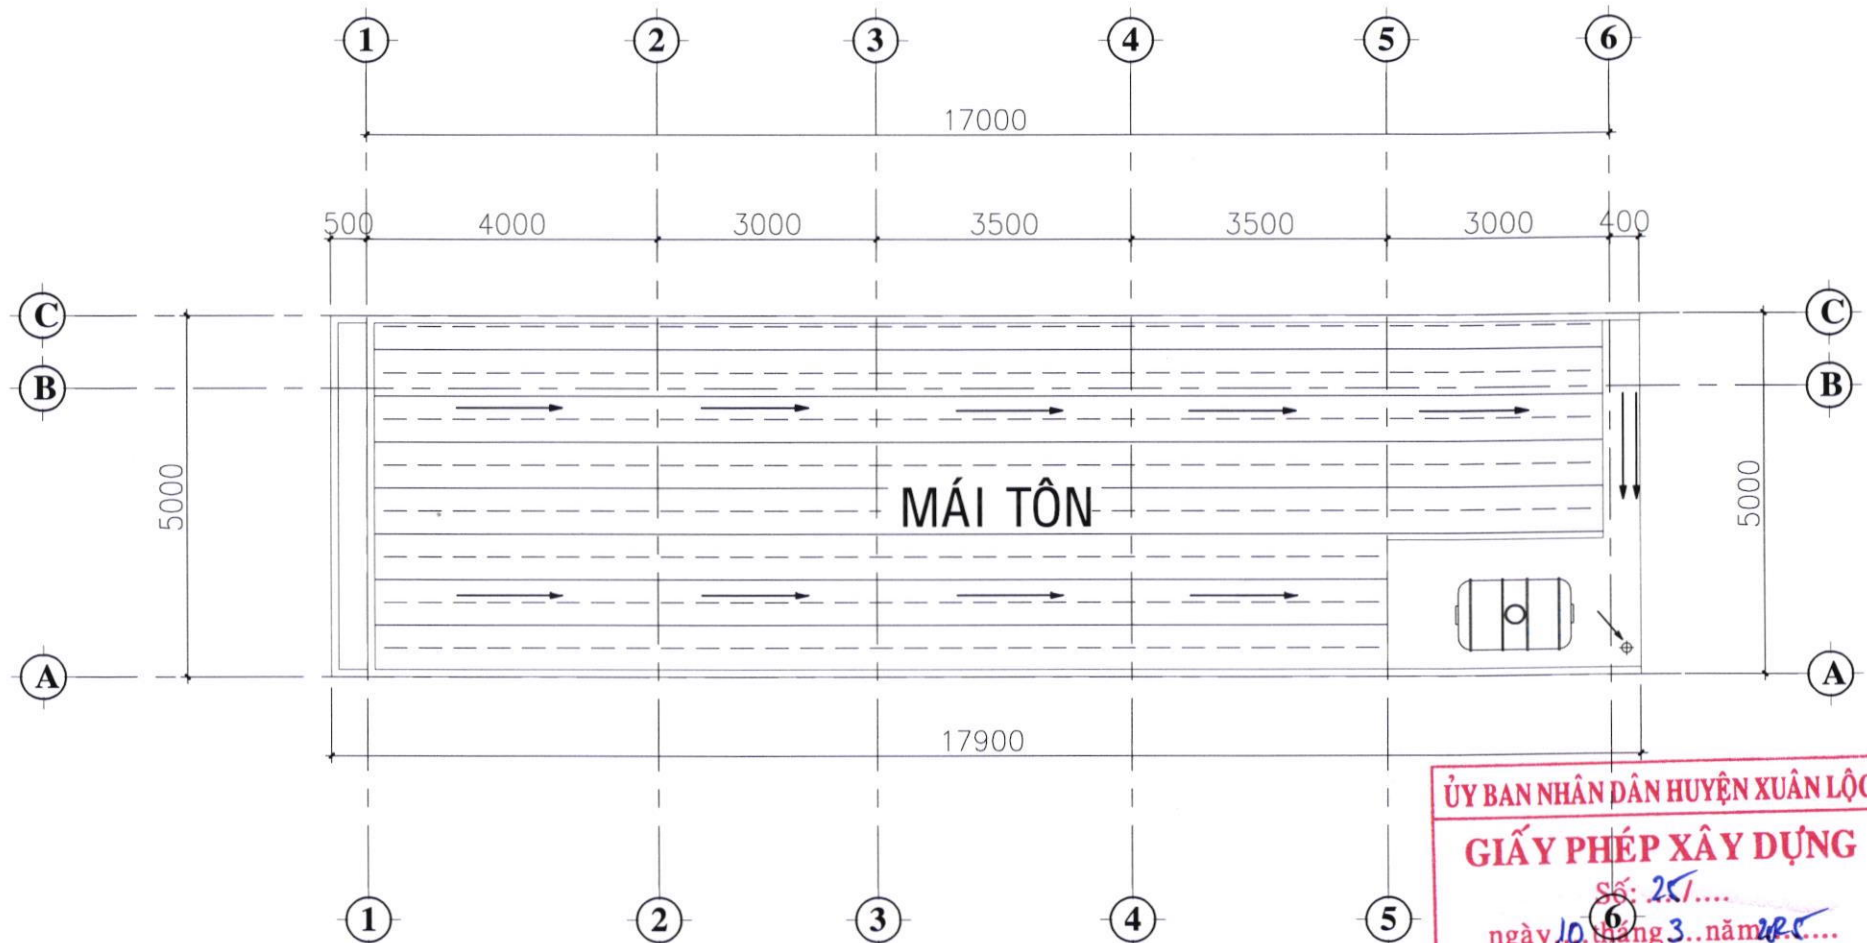 1 2 3 4 5 6
17000
500 4000 3000 3500 3500 3000 400
C C
B B
5000 5000
MÁI TÔN
A A
17900
ỦY BAN NHÂN DÂN HUYỆN XUÂN LỘC
GIẤY PHÉP XÂY DỰNG
Số: 251....
1 2 3 4 5 6
ngày 10 tháng 3 năm